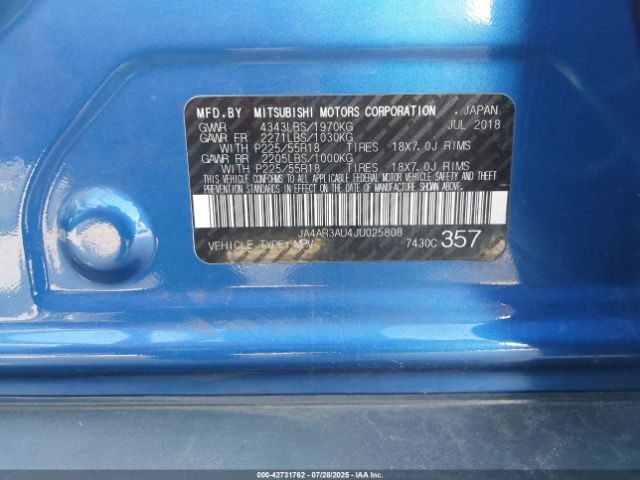 MFD.BY MITSUBISHI MOTORS CORPORATION , JAPAN
GVWR 4343LBS/1970KG JUL 2018
GAWR FR 2271LBS/1030KG
WITH P225/55R18 TIRES 18X7.0J RIMS
GAWR RR 2205LBS/1000KG
WITH P225/55R18 TIRES 18X7.0J RIMS
THIS VEHICLE CONFORMS TO ALL APPLICABLE FEDERAL MOTOR VEHICLE SAFETY AND THEFT
PREVENTION STANDARDS IN EFFECT ON THE DATE OF MANUFACTURE SHOWN ABOVE.
JA4AR3AU4JU025808
VEHICLE TYPE:MPV 7430C 357
00-42731762 | 07/28/2025 | Copyright © IAA, LLC